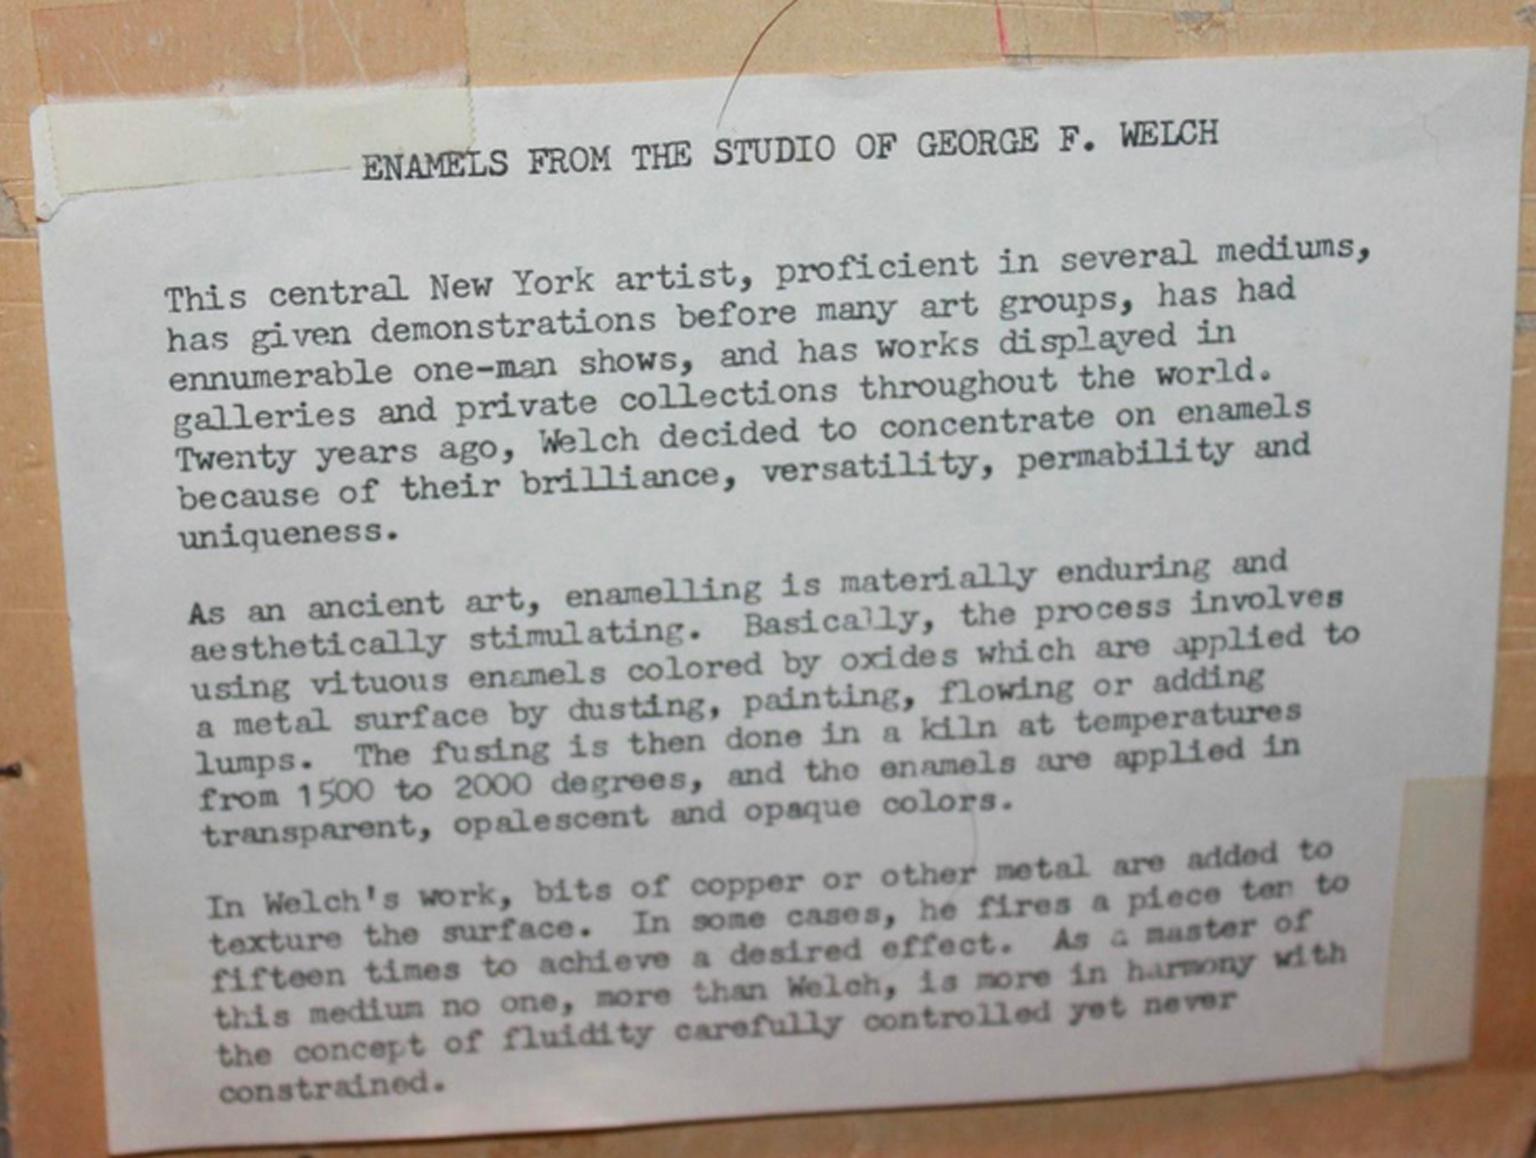 ENAMELS FROM THE STUDIO OF GEORGE F. WELCH
This central New York artist, proficient in several mediums,
has given demonstrations before many art groups, has had
ennumerable one-man shows, and has works displayed in
galleries and private collections throughout the world.
Twenty years ago, Welch decided to concentrate on enamels
because of their brilliance, versatility, permability and
uniqueness.
As an ancient art, enamelling is materially enduring and
aesthetically stimulating. Basically, the process involves
using vituous enamels colored by oxides which are applied to
a metal surface by dusting, painting, flowing or adding
lumps. The fusing is then done in a kiln at temperatures
from 1500 to 2000 degrees, and the enamels are applied in
transparent, opalescent and opaque colors.
In Welch's work, bits of copper or other metal are added to
texture the surface. In some cases, he fires a piece ten to
fifteen times to achieve a desired effect. As a master of
this medium no one, more than Welch, is more in harmony with
the concept of fluidity carefully controlled yet never
constrained.